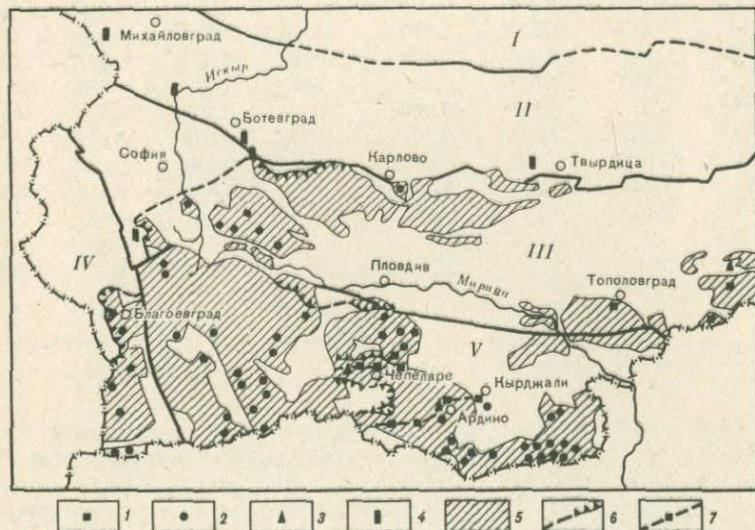 Михайловград
I
Искыр
II
Ботевград
София
Карлово
Твырдица
III
IV
Пловдив
Марица
Тополовград
Благоевград
V
Чепеларе
Кырджали
Ардино
1 2 3 4 5 6 7